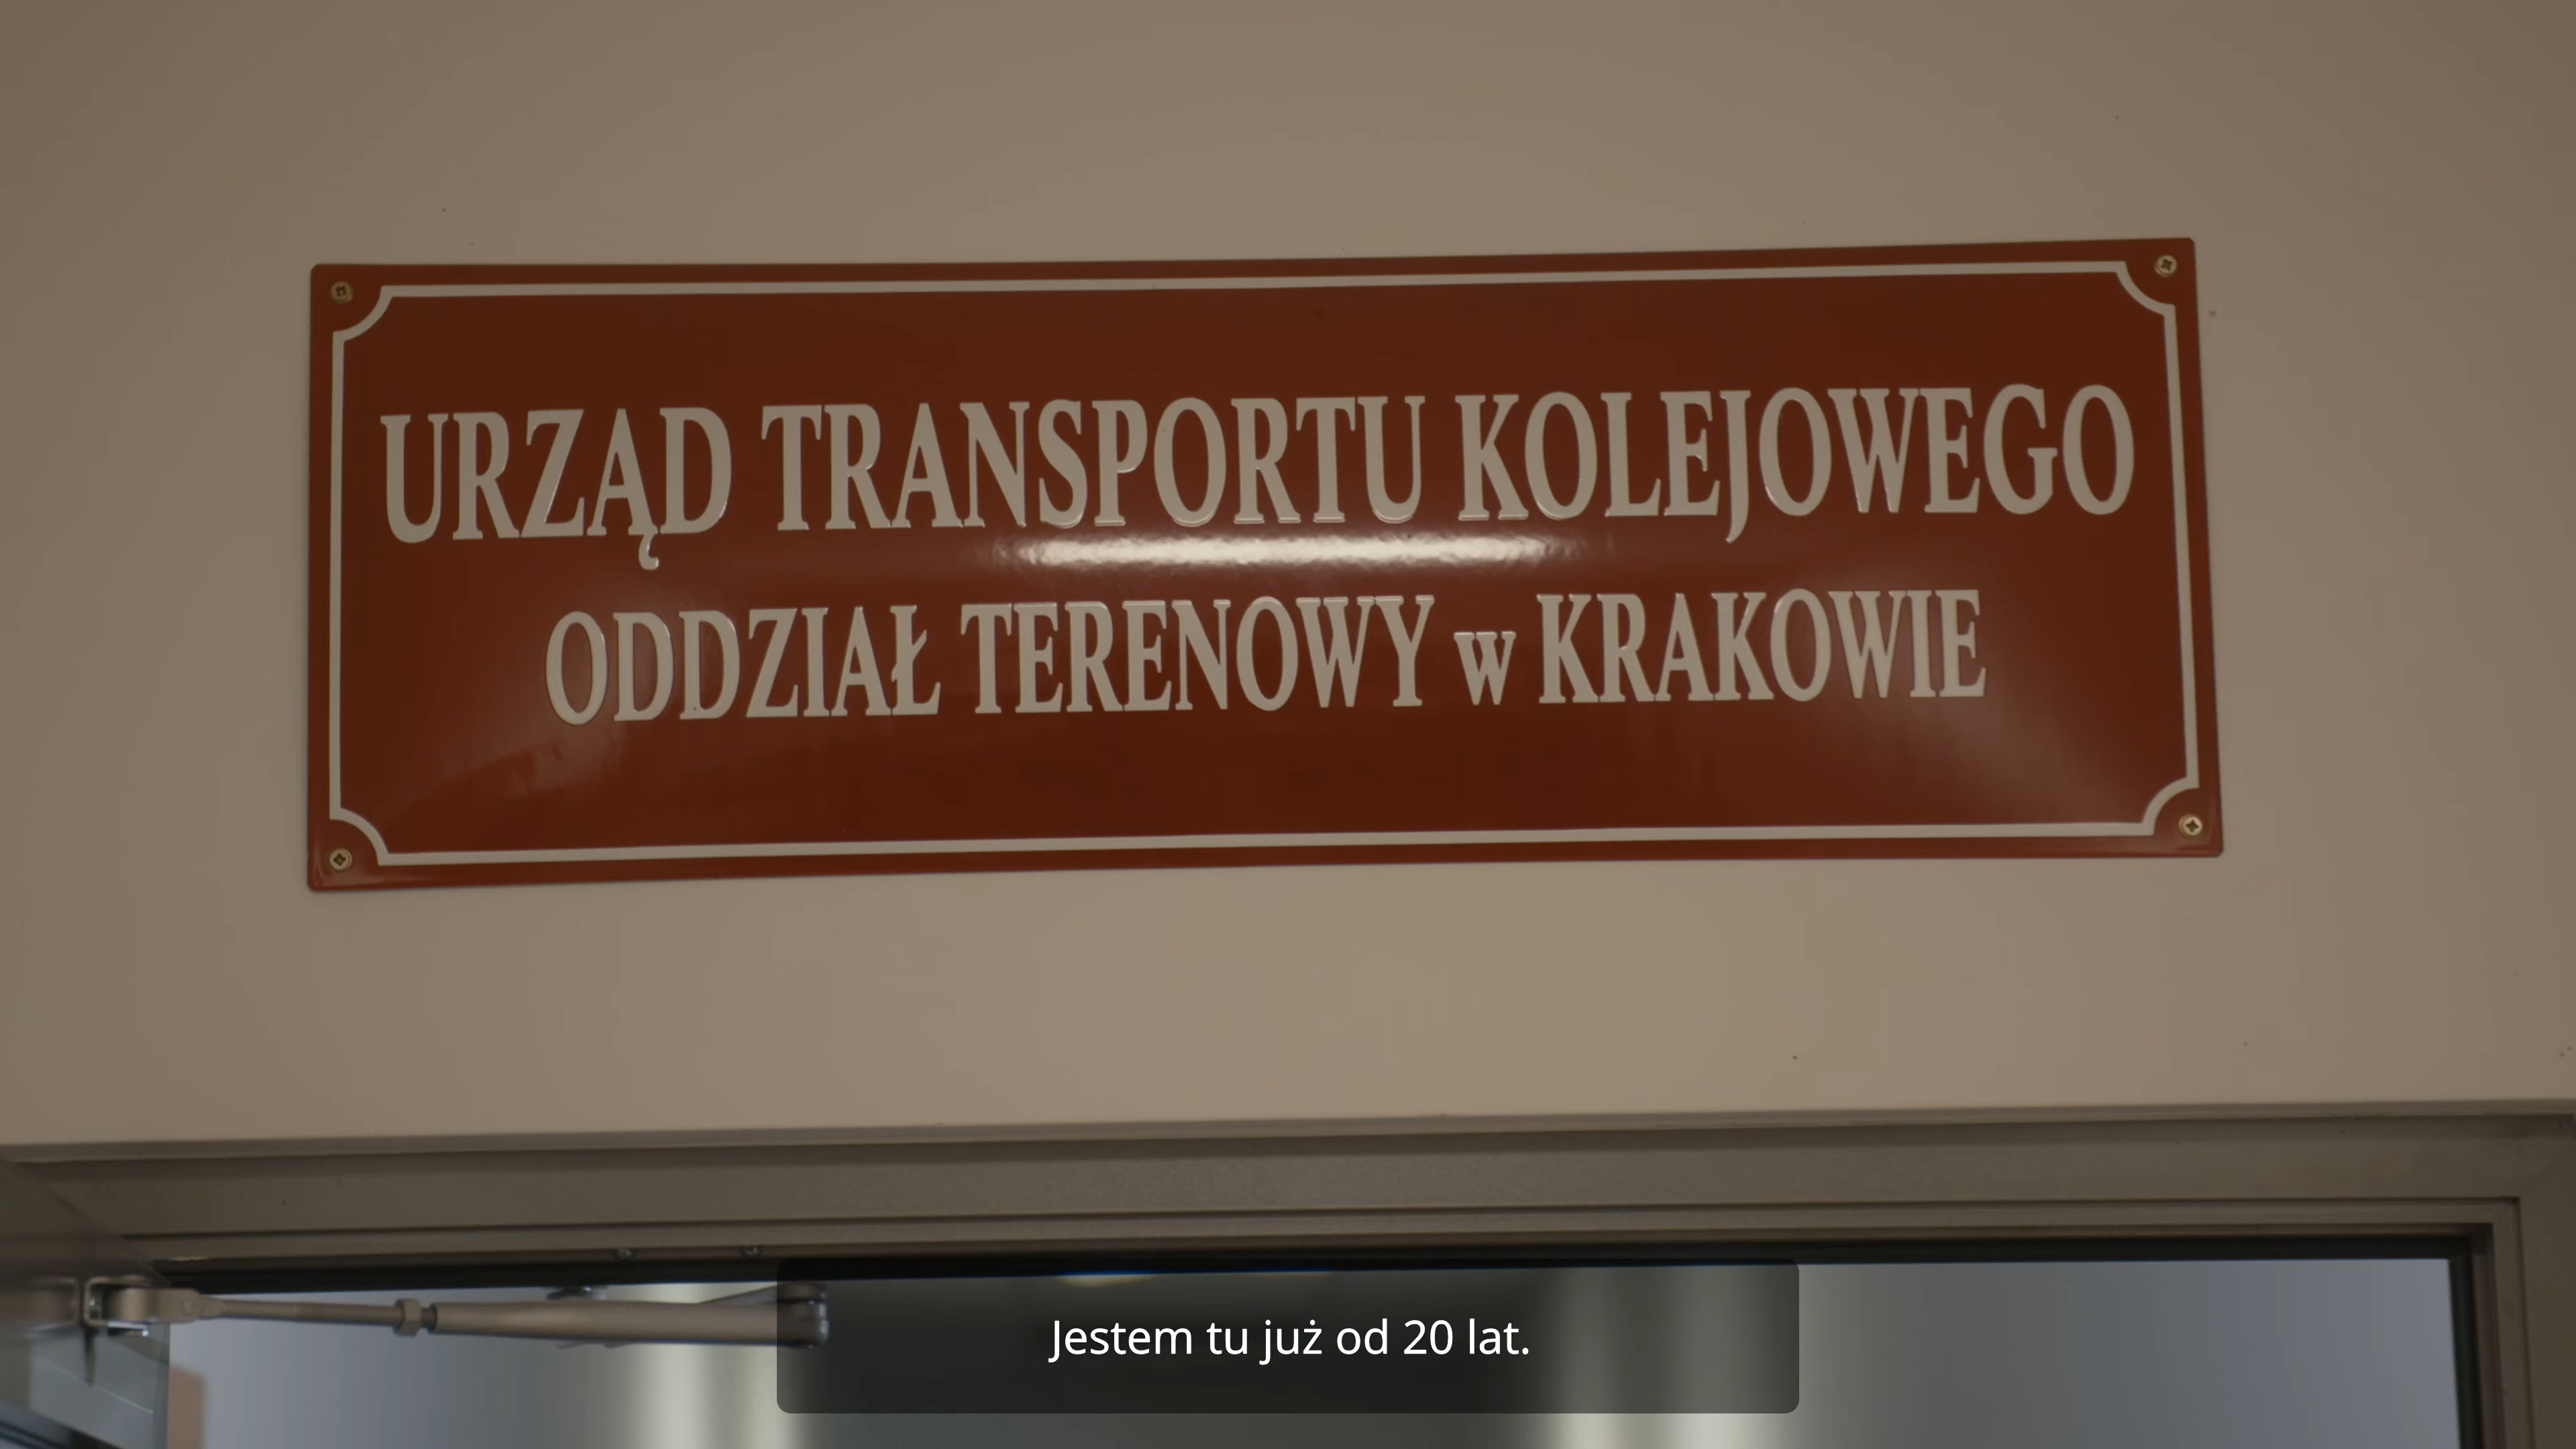 URZĄD TRANSPORTU KOLEJOWEGO
ODDZIAŁ TERENOWY w KRAKOWIE
Jestem tu już od 20 lat.